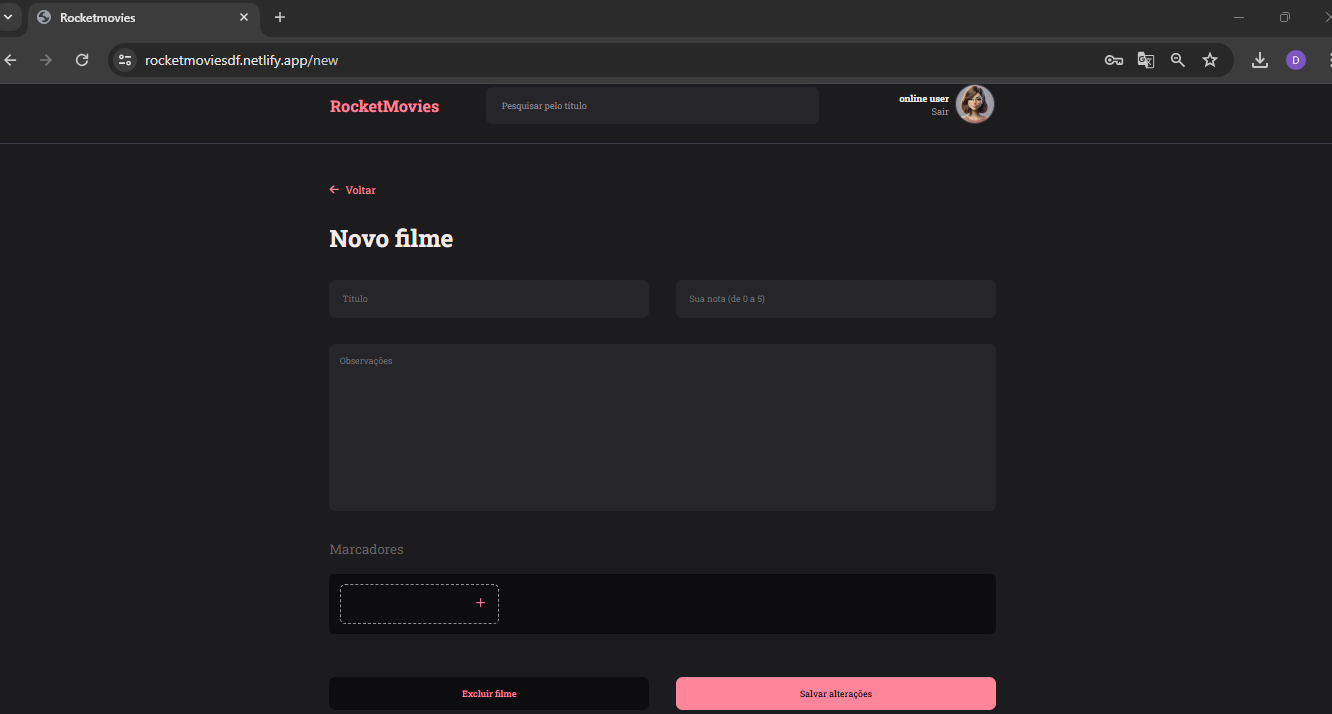 Rocketmovies
rocketmoviesdf.netlify.app/new
D
RocketMovies
Pesquisar pelo título
online user
Sair
Voltar
Novo filme
Título
Sua nota (de 0 a 5)
Observações
Marcadores
Excluir filme
Salvar alterações